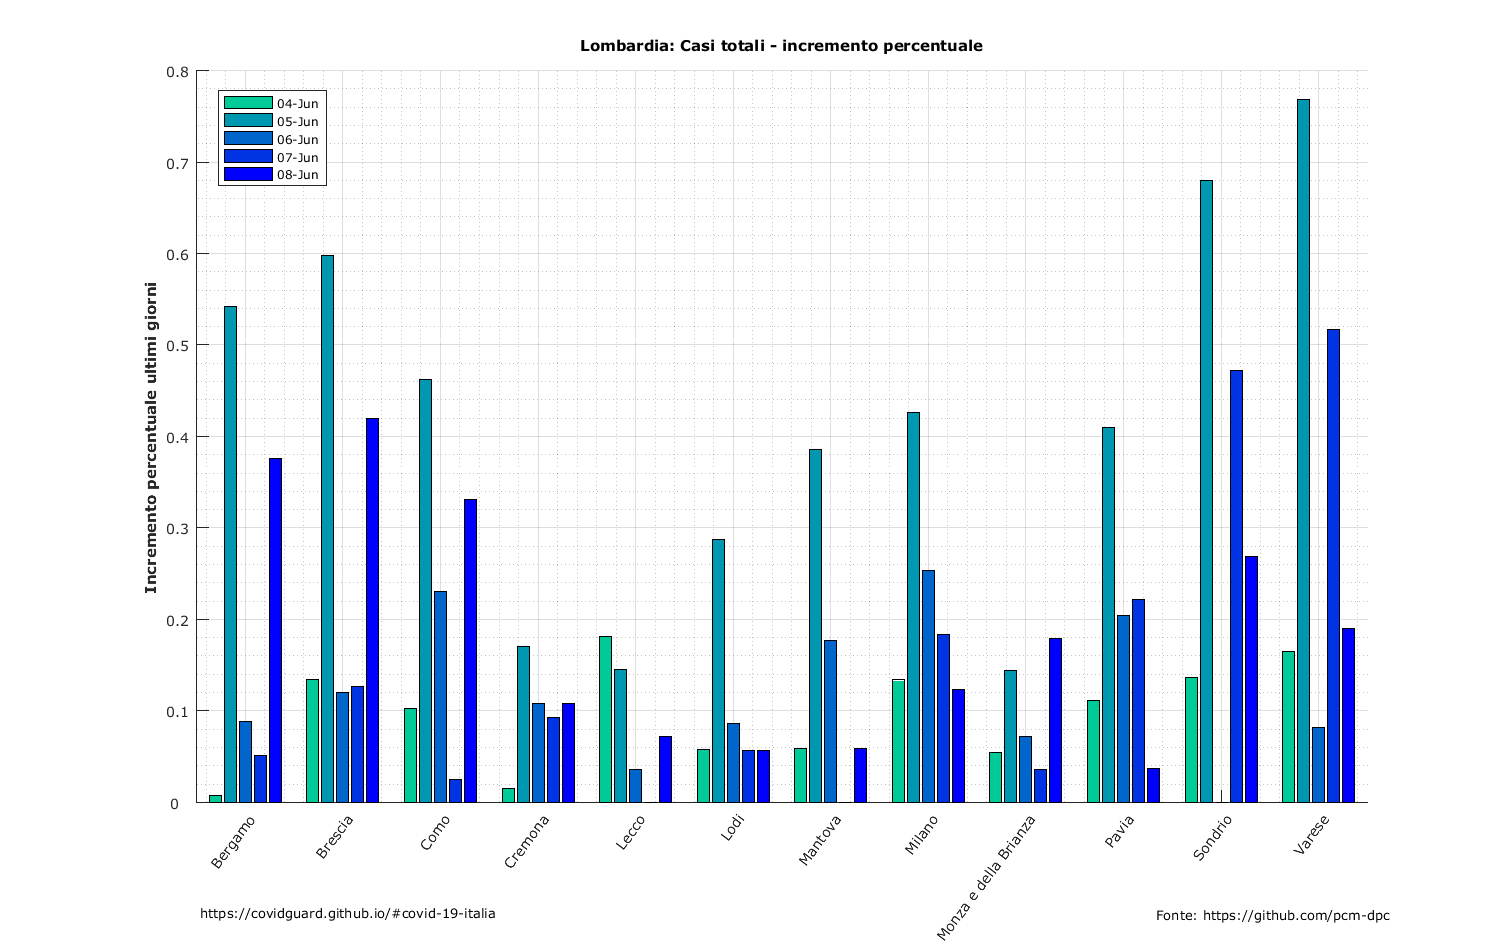 Lombardia: Casi totali - incremento percentuale
Incremento percentuale ultimi giorni
0.8
0.7
0.6
0.5
0.4
0.3
0.2
0.1
0
04-Jun
05-Jun
06-Jun
07-Jun
08-Jun
Bergamo
Brescia
Como
Cremona
Lecco
Lodi
Mantova
Milano
Monza e della Brianza
Pavia
Sondrio
Varese
https://covidguard.github.io/#covid-19-italia
Fonte: https://github.com/pcm-dpc